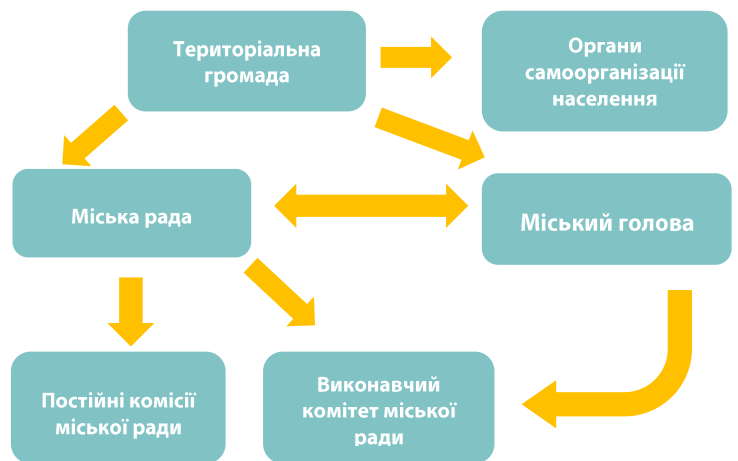 Територіальна
громада
Органи
самоорганізації
населення
Міська рада
Міський голова
Постійні комісії
міської ради
Виконавчий
комітет міської
ради